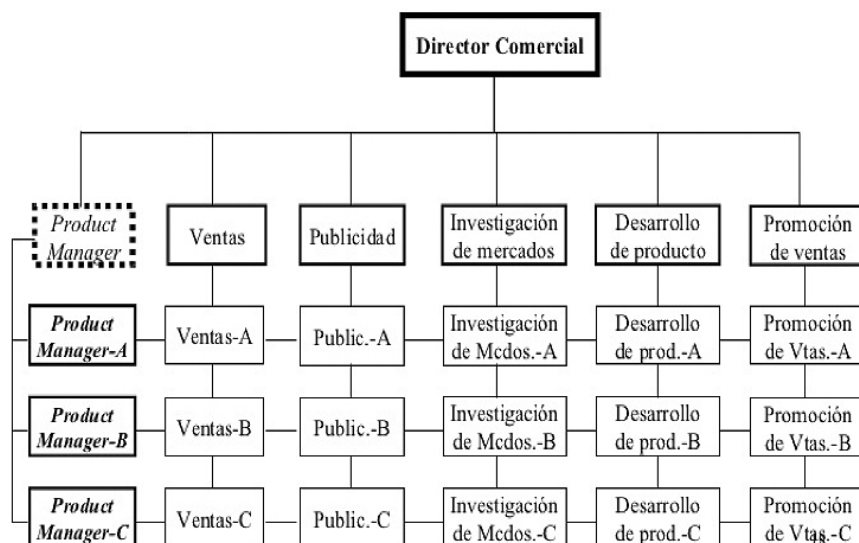 Director Comercial
Product
Manager
Ventas
Publicidad
Investigación
de mercados
Desarrollo
de producto
Promoción
de ventas
Product
Manager-A
Ventas-A
Public.-A
Investigación
de Mcdos.-A
Desarrollo
de prod.-A
Promoción
de Vtas.-A
Product
Manager-B
Ventas-B
Public.-B
Investigación
de Mcdos.-B
Desarrollo
de prod.-B
Promoción
de Vtas.-B
Product
Manager-C
Ventas-C
Public.-C
Investigación
de Mcdos.-C
Desarrollo
de prod.-C
Promoción
de Vtas.-C